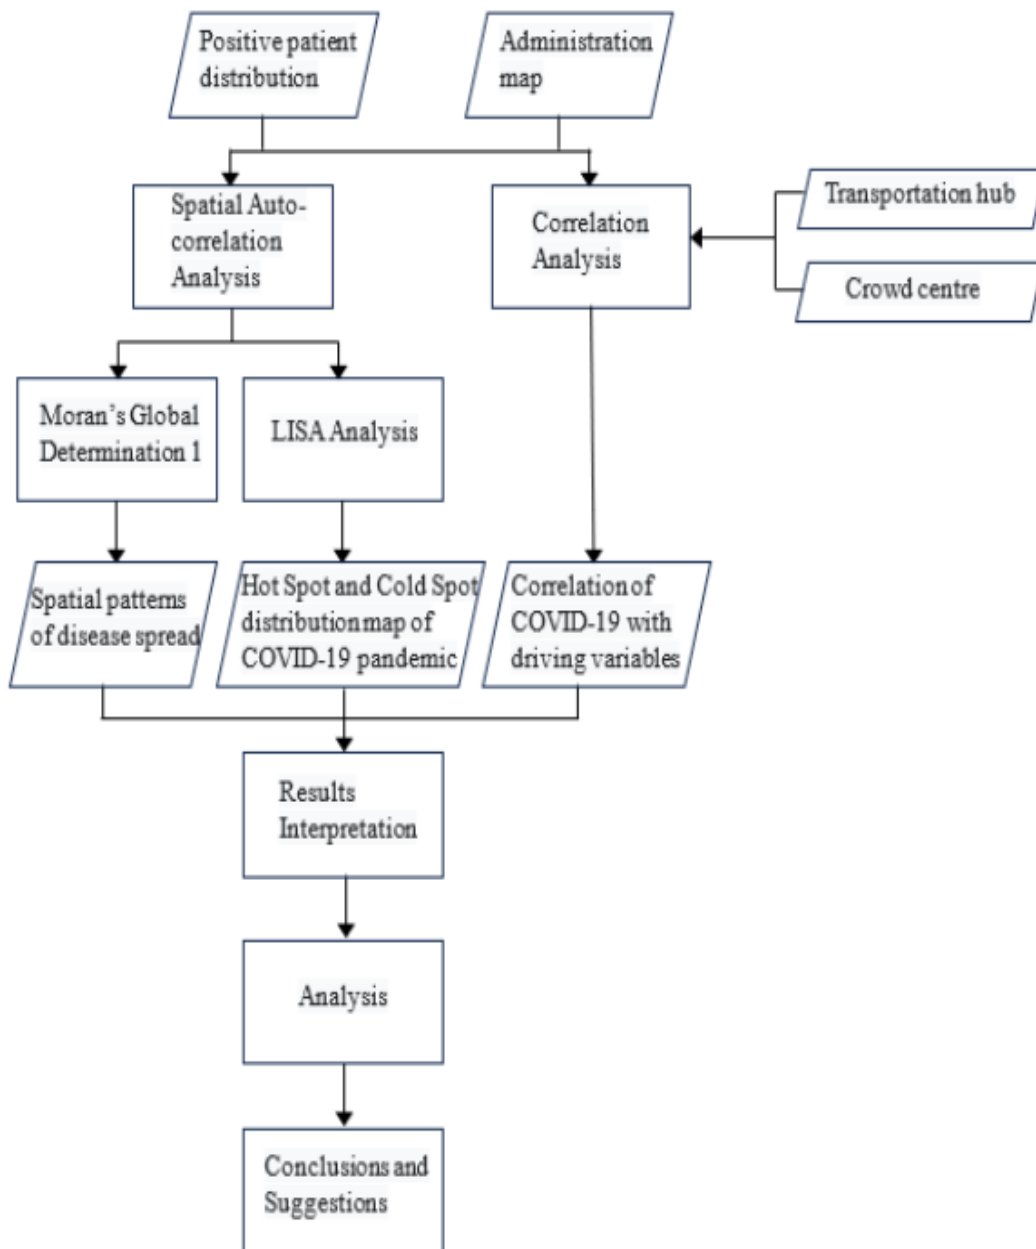 Positive patient
distribution
Administration
map
Spatial Auto-
correlation
Analysis
Correlation
Analysis
Transportation hub
Crowd centre
Moran's Global
Determination 1
LISA Analysis
Spatial patterns
of disease spread
Hot Spot and Cold Spot
distribution map of
COVID-19 pandemic
Correlation of
COVID-19 with
driving variables
Results
Interpretation
Analysis
Conclusions and
Suggestions